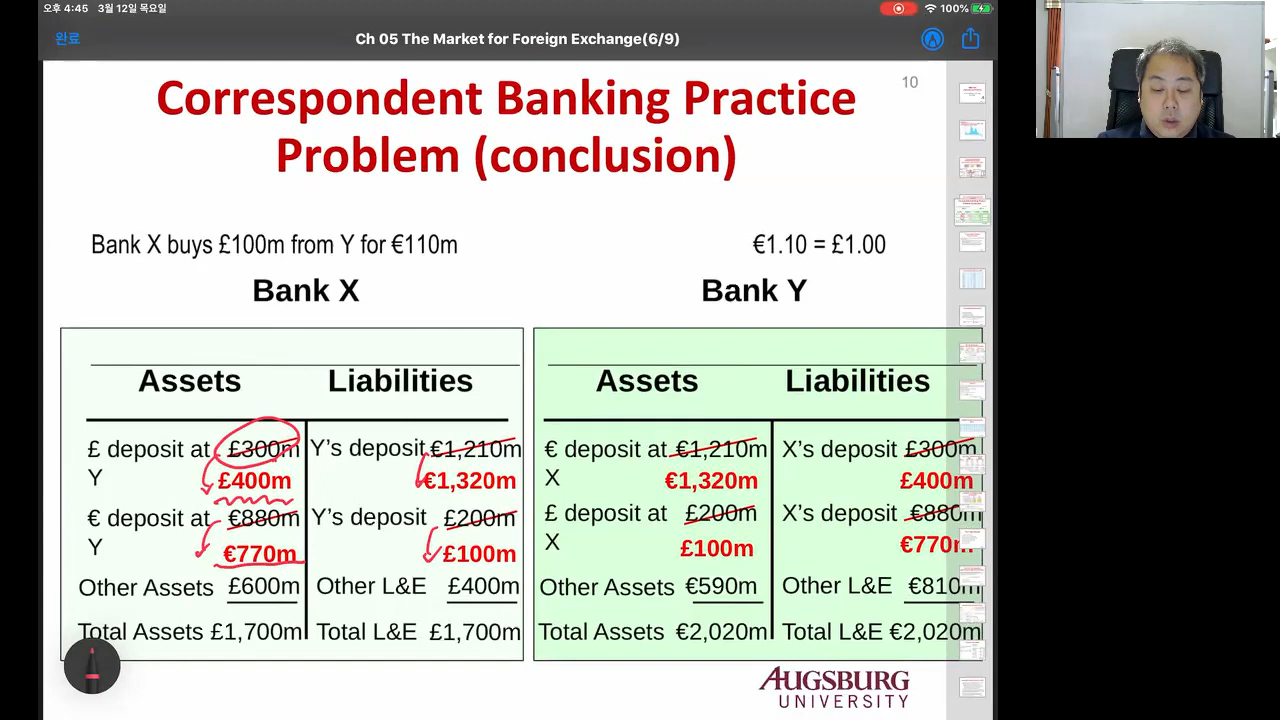 오후 4:45 3월 12일 목요일
100%
완료
Ch 05 The Market for Foreign Exchange(6/9)
10
Correspondent Banking Practice
Problem (conclusion)
Bank X buys £100m from Y for €110m
€1.10 = £1.00
Bank X
Assets Liabilities
£ deposit at £300m Y's deposit €1,210m
Y £400m €1,320m
€ deposit at €880m Y's deposit £200m
Y €770m £100m
Other Assets £600m Other L&E £400m
Total Assets £1,700m Total L&E £1,700m
Bank Y
Assets Liabilities
€ deposit at €1,210m X's deposit £300m
X €1,320m £400m
£ deposit at £200m X's deposit €880m
X £100m €770m
Other Assets €590m Other L&E €810m
Total Assets €2,020m Total L&E €2,020m
AUGSBURG
UNIVERSITY